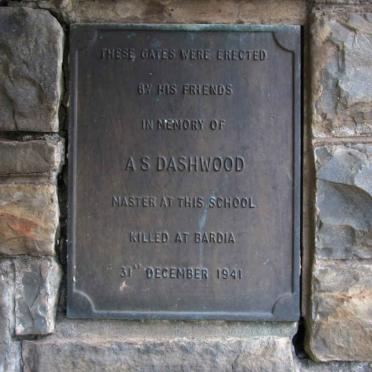 THESE GATES WERE ERECTED
BY HIS FRIENDS
IN MEMORY OF
A S DASHWOOD
MASTER AT THIS SCHOOL
KILLED AT BARDIA
31ST DECEMBER 1941